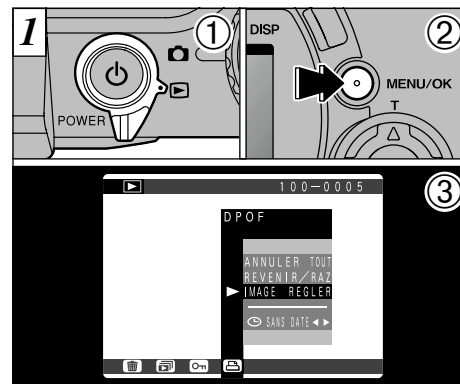 1
①
POWER
②
DISP
MENU/OK
T
③
100-0005
DPOF
ANNULER TOUT
REVENIR/RAZ
IMAGE REGLER
SANS DATE